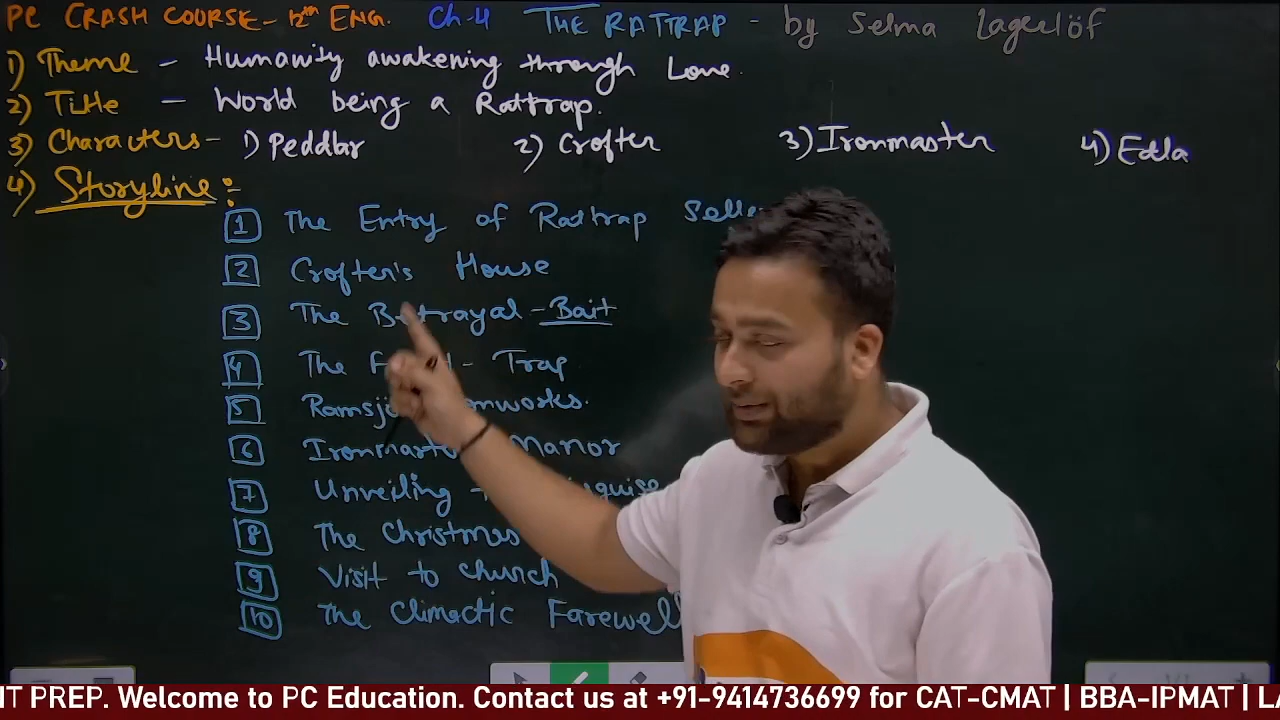 PC CRASH COURSE - 12th ENG. Ch-4 THE RATTRAP - by Selma Lagerlöf
1) Theme - Humanity awakening through Love.
2) Title - World being a Rattrap.
3) Characters - 1) Peddlar 2) Crofter 3) Ironmaster 4) Edla
4) Storyline :-
1 The Entry of Rattrap Seller
2 Crofter's House
3 The Betrayal - Bait
4 The - Trap
5
6 Manor
7 Unveiling
8 The Christmas
9 Visit to Church
10 The Climactic Farewell
IT PREP. Welcome to PC Education. Contact us at +91-9414736699 for CAT-CMAT | BBA-IPMAT |